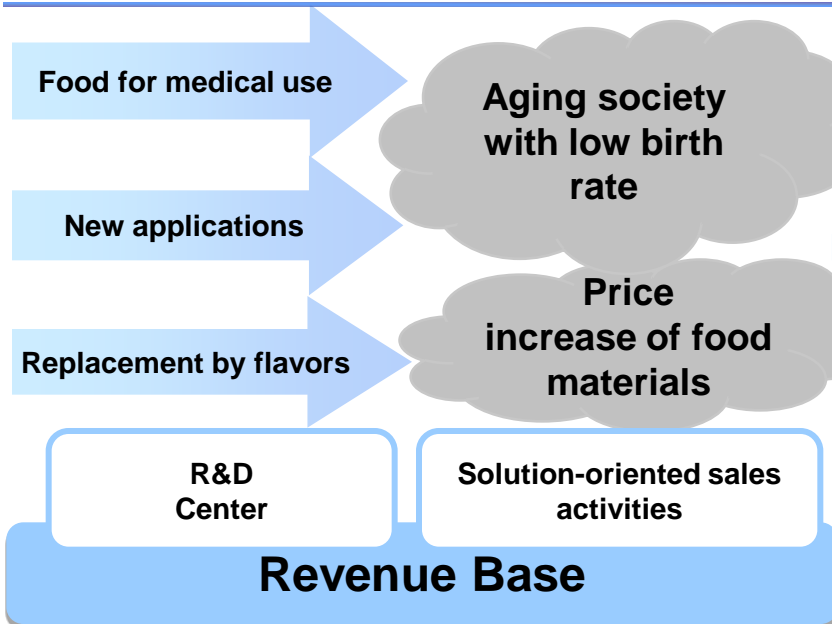 Food for medical use
New applications
Replacement by flavors
Aging society
with low birth
rate
Price
increase of food
materials
R&D
Center
Solution-oriented sales
activities
Revenue Base